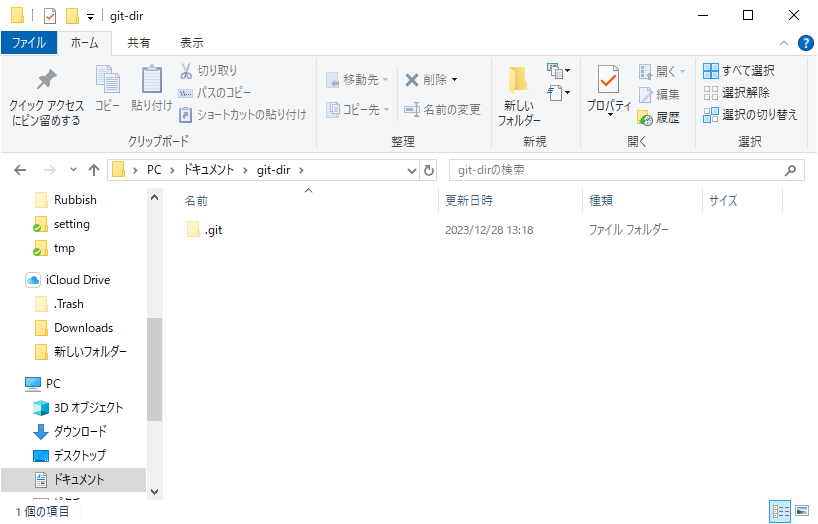 git-dir
ファイル ホーム 共有 表示
クイック アクセス
にピン留めする
コピー
貼り付け
切り取り
パスのコピー
ショートカットの貼り付け
クリップボード
移動先
コピー先
削除
名前の変更
整理
新しい
フォルダー
新規
プロパティ
開く
編集
履歴
開く
すべて選択
選択解除
選択の切り替え
選択
PC ドキュメント git-dir
git-dirの検索
Rubbish
setting
tmp
iCloud Drive
.Trash
Downloads
新しいフォルダー
PC
3D オブジェクト
ダウンロード
デスクトップ
ドキュメント
名前 更新日時 種類 サイズ
.git 2023/12/28 13:18 ファイル フォルダー
1 個の項目